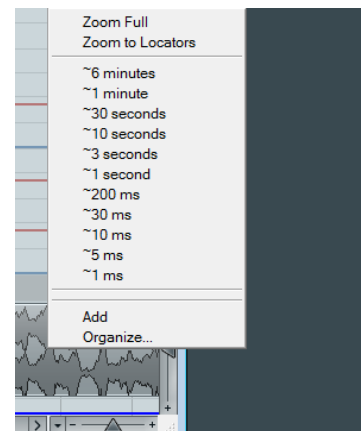 Zoom Full
Zoom to Locators
~6 minutes
~1 minute
~30 seconds
~10 seconds
~3 seconds
~1 second
~200 ms
~30 ms
~10 ms
~5 ms
~1 ms
Add
Organize...